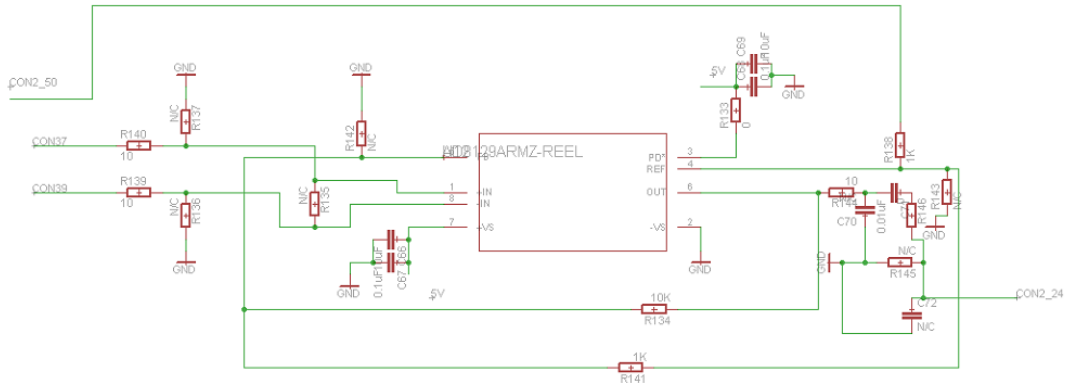 CON2_50
GND
GND
+5V
C69
10uF
C68
0.1uF
GND
N/C
R137
R142
N/C
R133
0
R138
1K
CON37
R140
10
AD8129ARMZ-REEL
FB
PD*
3
REF
4
CON39
R139
10
N/C
R136
N/C
R135
1
+IN
8
-IN
OUT
6
10
R144
C70
0.01uF
R146
R143
N/C
GND
7
+VS
-VS
2
GND
GND
10uF
C66
0.1uF
C67
GND
+5V
GND
N/C
R145
10K
R134
C72
N/C
CON2_24
1K
R141